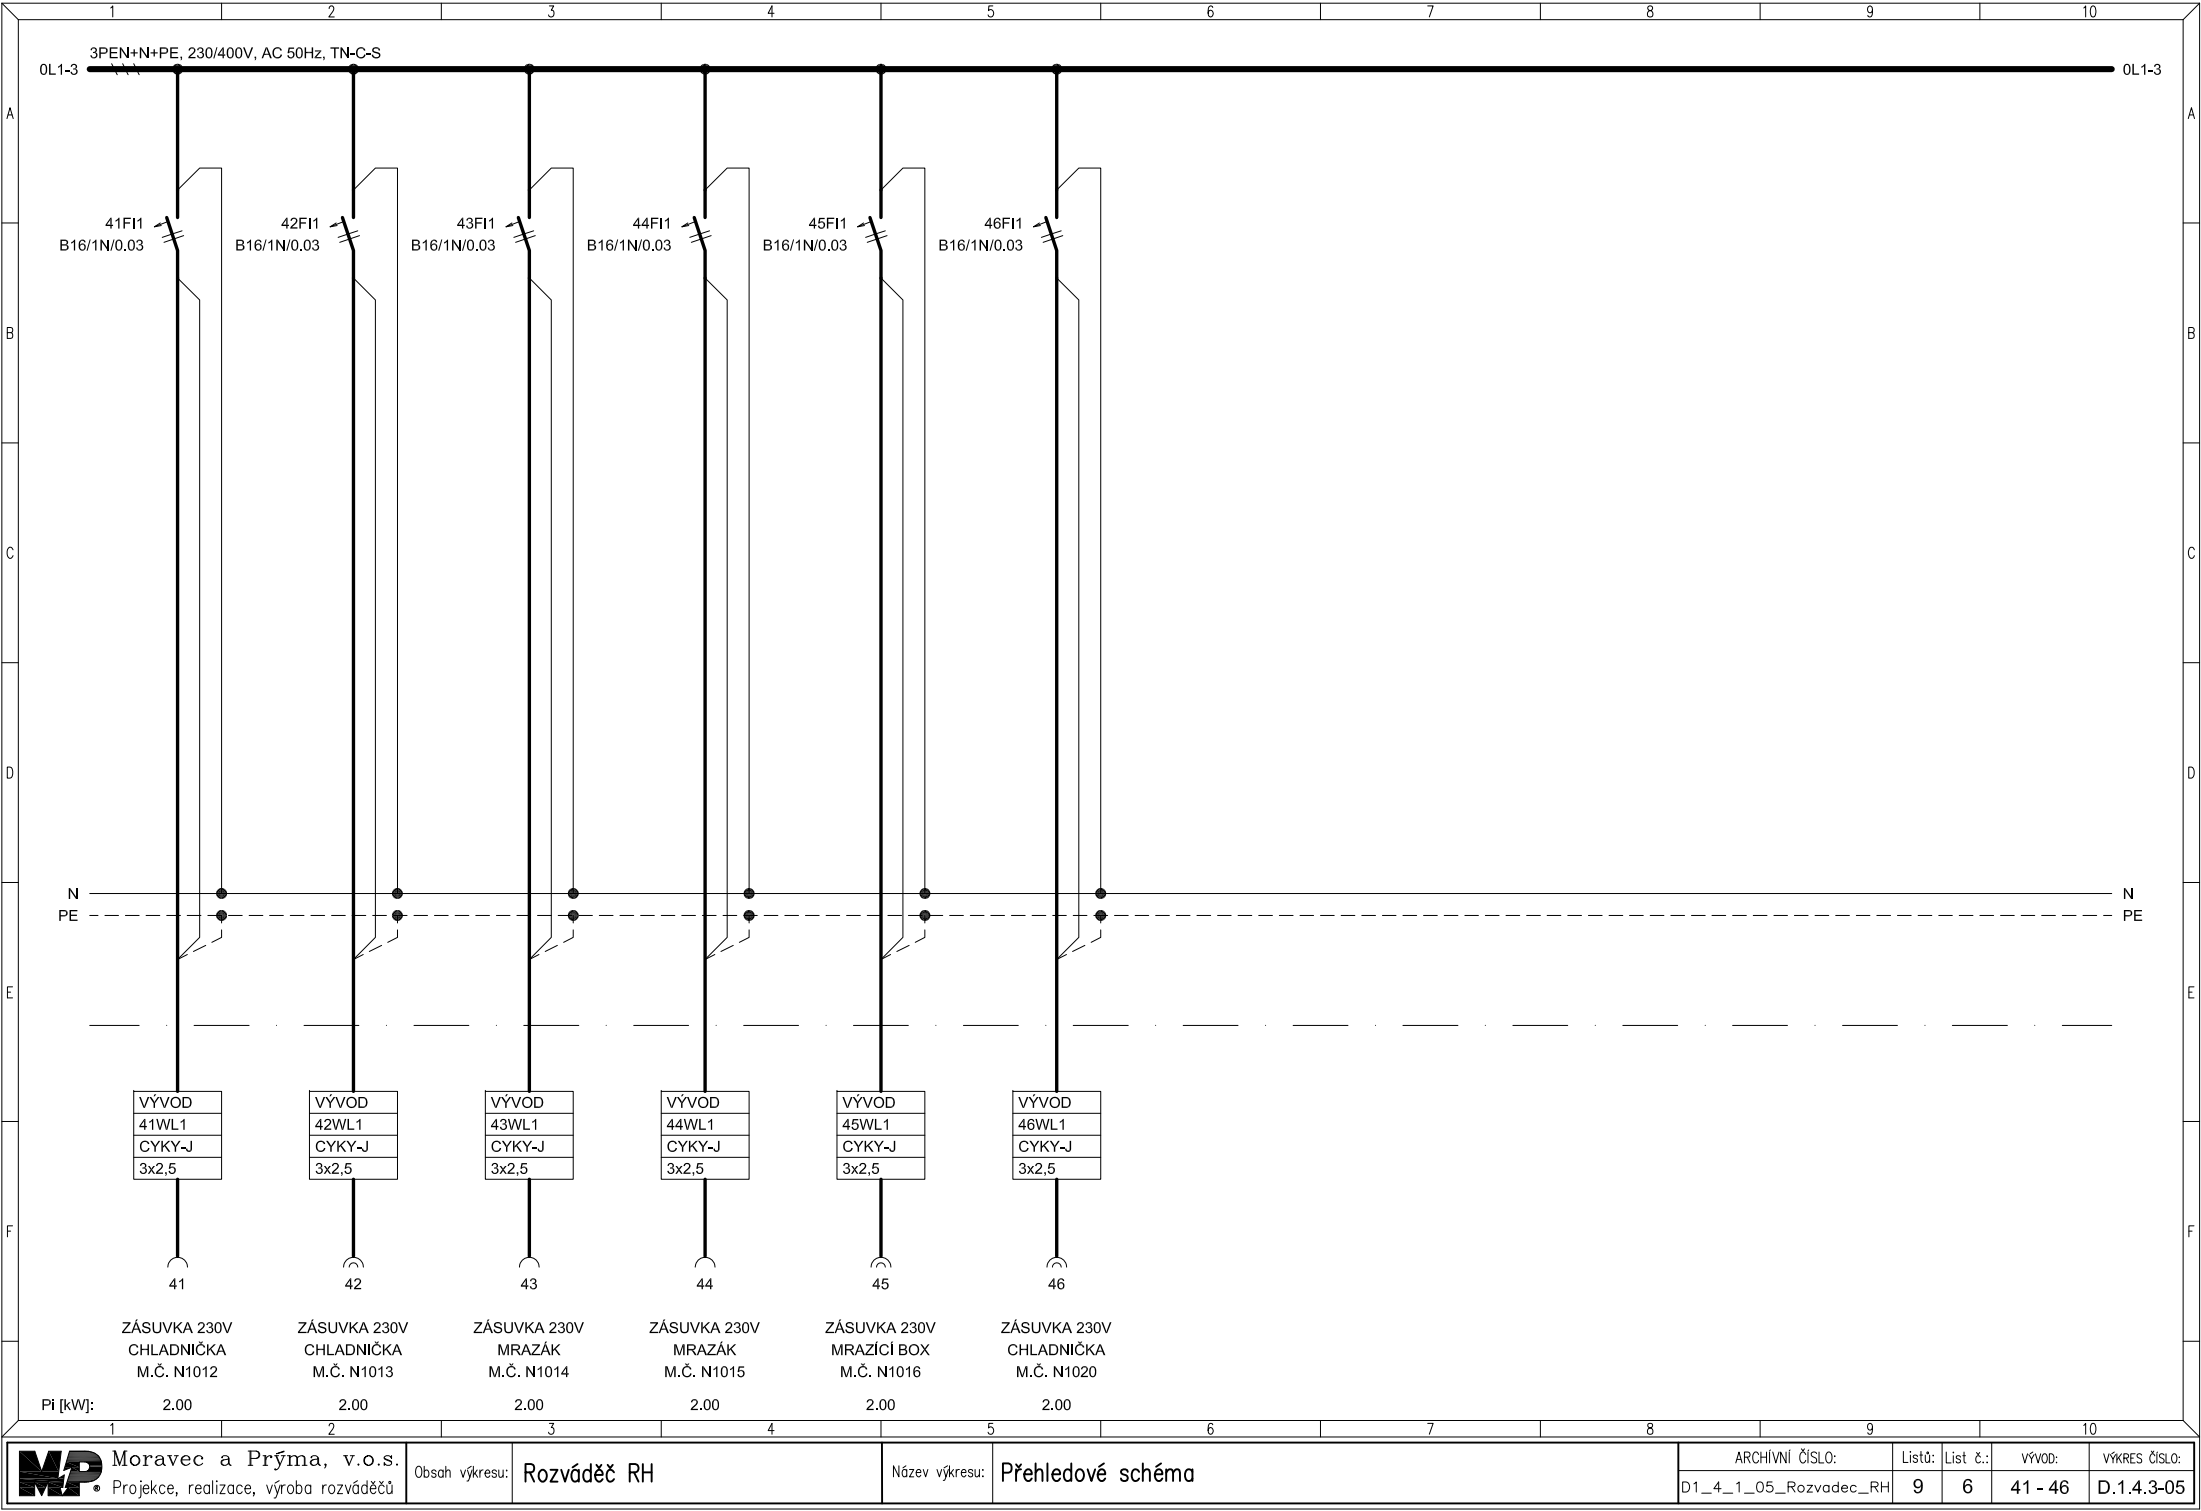 1 2 3 4 5 6 7 8 9 10
3PEN+N+PE, 230/400V, AC 50Hz, TN-C-S
0L1-3 0L1-3
A A
41FI1 42FI1 43FI1 44FI1 45FI1 46FI1
B16/1N/0.03 B16/1N/0.03 B16/1N/0.03 B16/1N/0.03 B16/1N/0.03 B16/1N/0.03
B B
C C
D D
N N
PE PE
E E
VÝVOD VÝVOD VÝVOD VÝVOD VÝVOD VÝVOD
41WL1 42WL1 43WL1 44WL1 45WL1 46WL1
CYKY-J CYKY-J CYKY-J CYKY-J CYKY-J CYKY-J
3x2,5 3x2,5 3x2,5 3x2,5 3x2,5 3x2,5
F F
41 42 43 44 45 46
ZÁSUVKA 230V ZÁSUVKA 230V ZÁSUVKA 230V ZÁSUVKA 230V ZÁSUVKA 230V ZÁSUVKA 230V
CHLADNIČKA CHLADNIČKA MRAZÁK MRAZÁK MRAZÍCÍ BOX CHLADNIČKA
M.Č. N1012 M.Č. N1013 M.Č. N1014 M.Č. N1015 M.Č. N1016 M.Č. N1020
Pi [kW]: 2.00 2.00 2.00 2.00 2.00 2.00
1 2 3 4 5 6 7 8 9 10
MP Moravec a Prýma, v.o.s.
Projekce, realizace, výroba rozváděčů
Obsah výkresu: Rozváděč RH
Název výkresu: Přehledové schéma
ARCHÍVNÍ ČÍSLO: Listů: List č.: VÝVOD: VÝKRES ČÍSLO:
D1_4_1_05_Rozvadec_RH 9 6 41 - 46 D.1.4.3-05